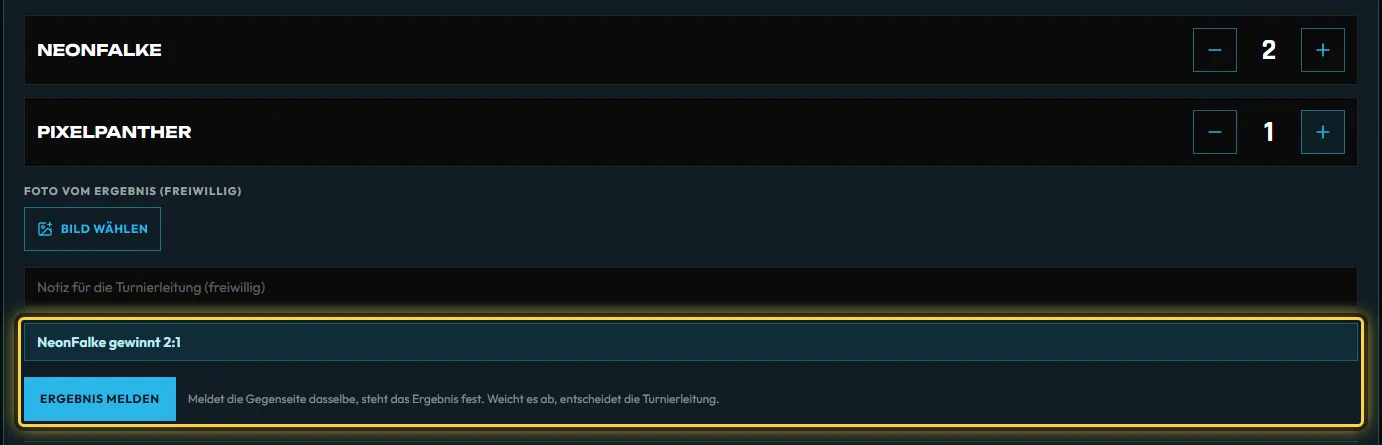 NEONFALKE
− 2 +
PIXELPANTHER
− 1 +
FOTO VOM ERGEBNIS (FREIWILLIG)
BILD WÄHLEN
Notiz für die Turnierleitung (freiwillig)
NeonFalke gewinnt 2:1
ERGEBNIS MELDEN
Meldet die Gegenseite dasselbe, steht das Ergebnis fest. Weicht es ab, entscheidet die Turnierleitung.